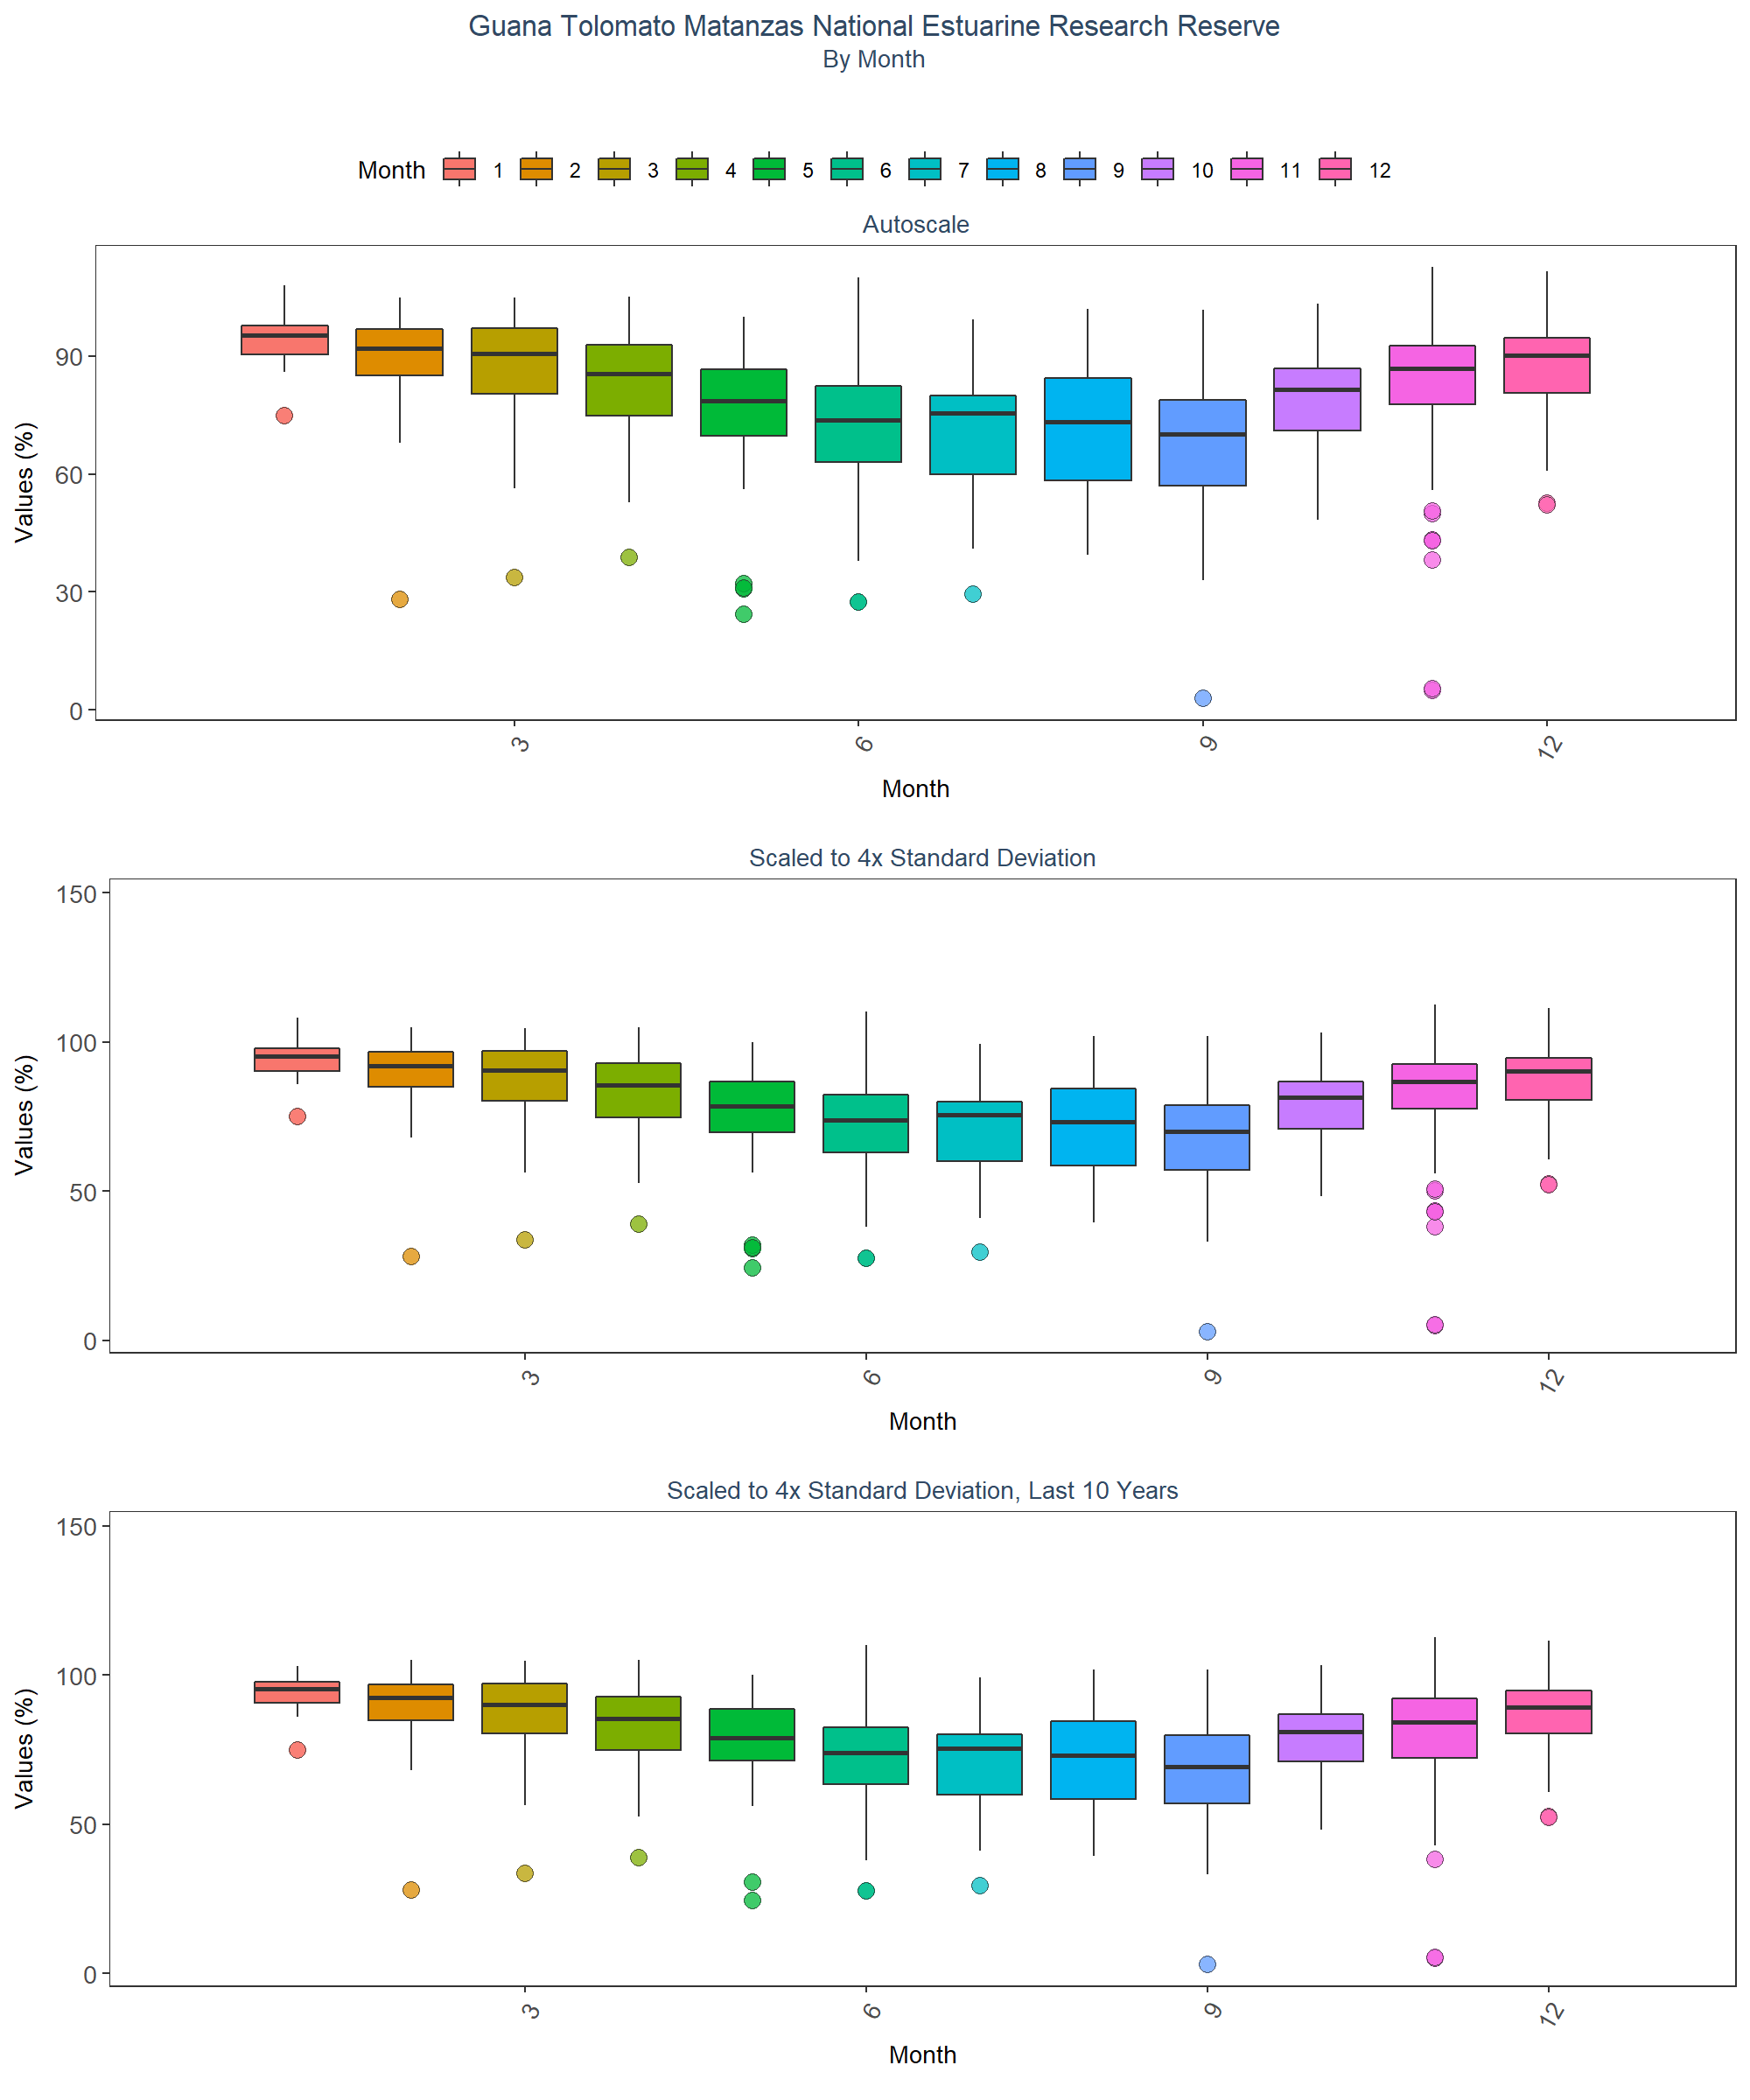 Guana Tolomato Matanzas National Estuarine Research Reserve
By Month
Month 1 2 3 4 5 6 7 8 9 10 11 12
Autoscale
Values (%)
90
60
30
0
3 6 9 12
Month
Scaled to 4x Standard Deviation
Values (%)
150
100
50
0
3 6 9 12
Month
Scaled to 4x Standard Deviation, Last 10 Years
Values (%)
150
100
50
0
3 6 9 12
Month